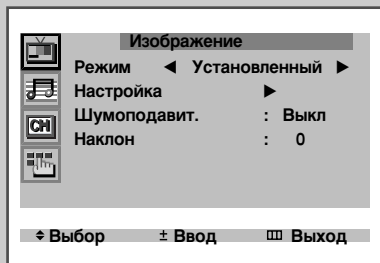 Изображение
Режим ◀ Установленный ▶
Настройка ▶
Шумоподавит. : Выкл
Наклон : 0
CH
Выбор ± Ввод Выход